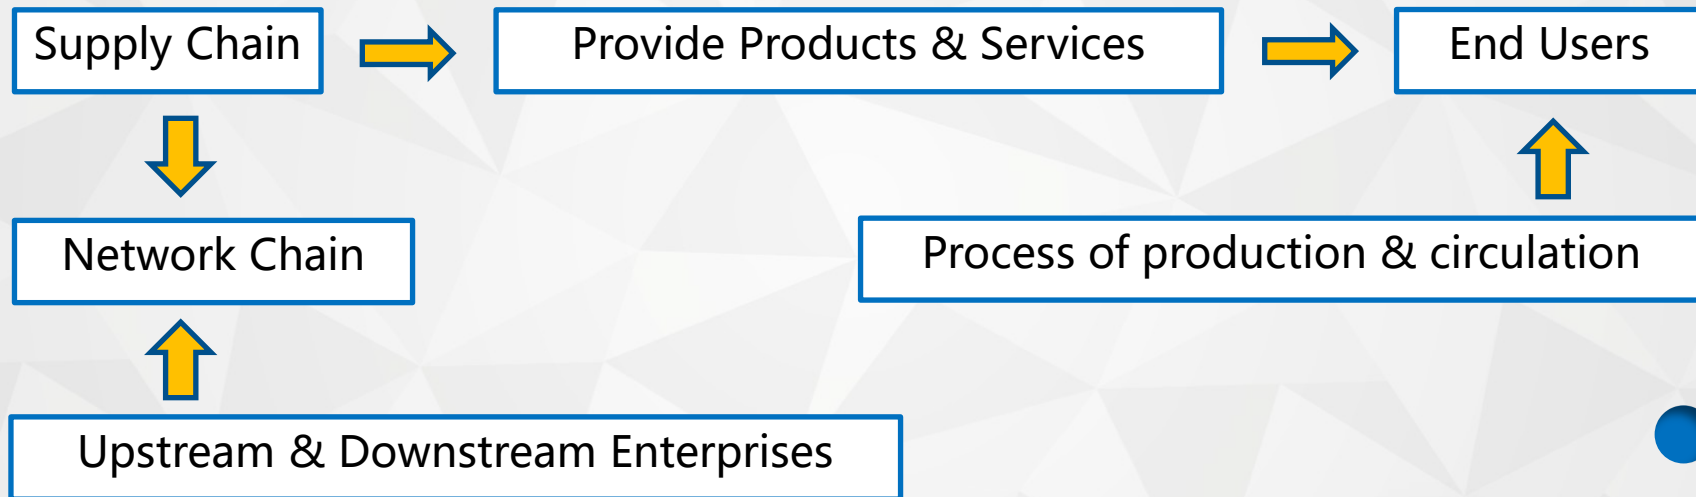 Supply Chain
Provide Products & Services
End Users
Network Chain
Process of production & circulation
Upstream & Downstream Enterprises